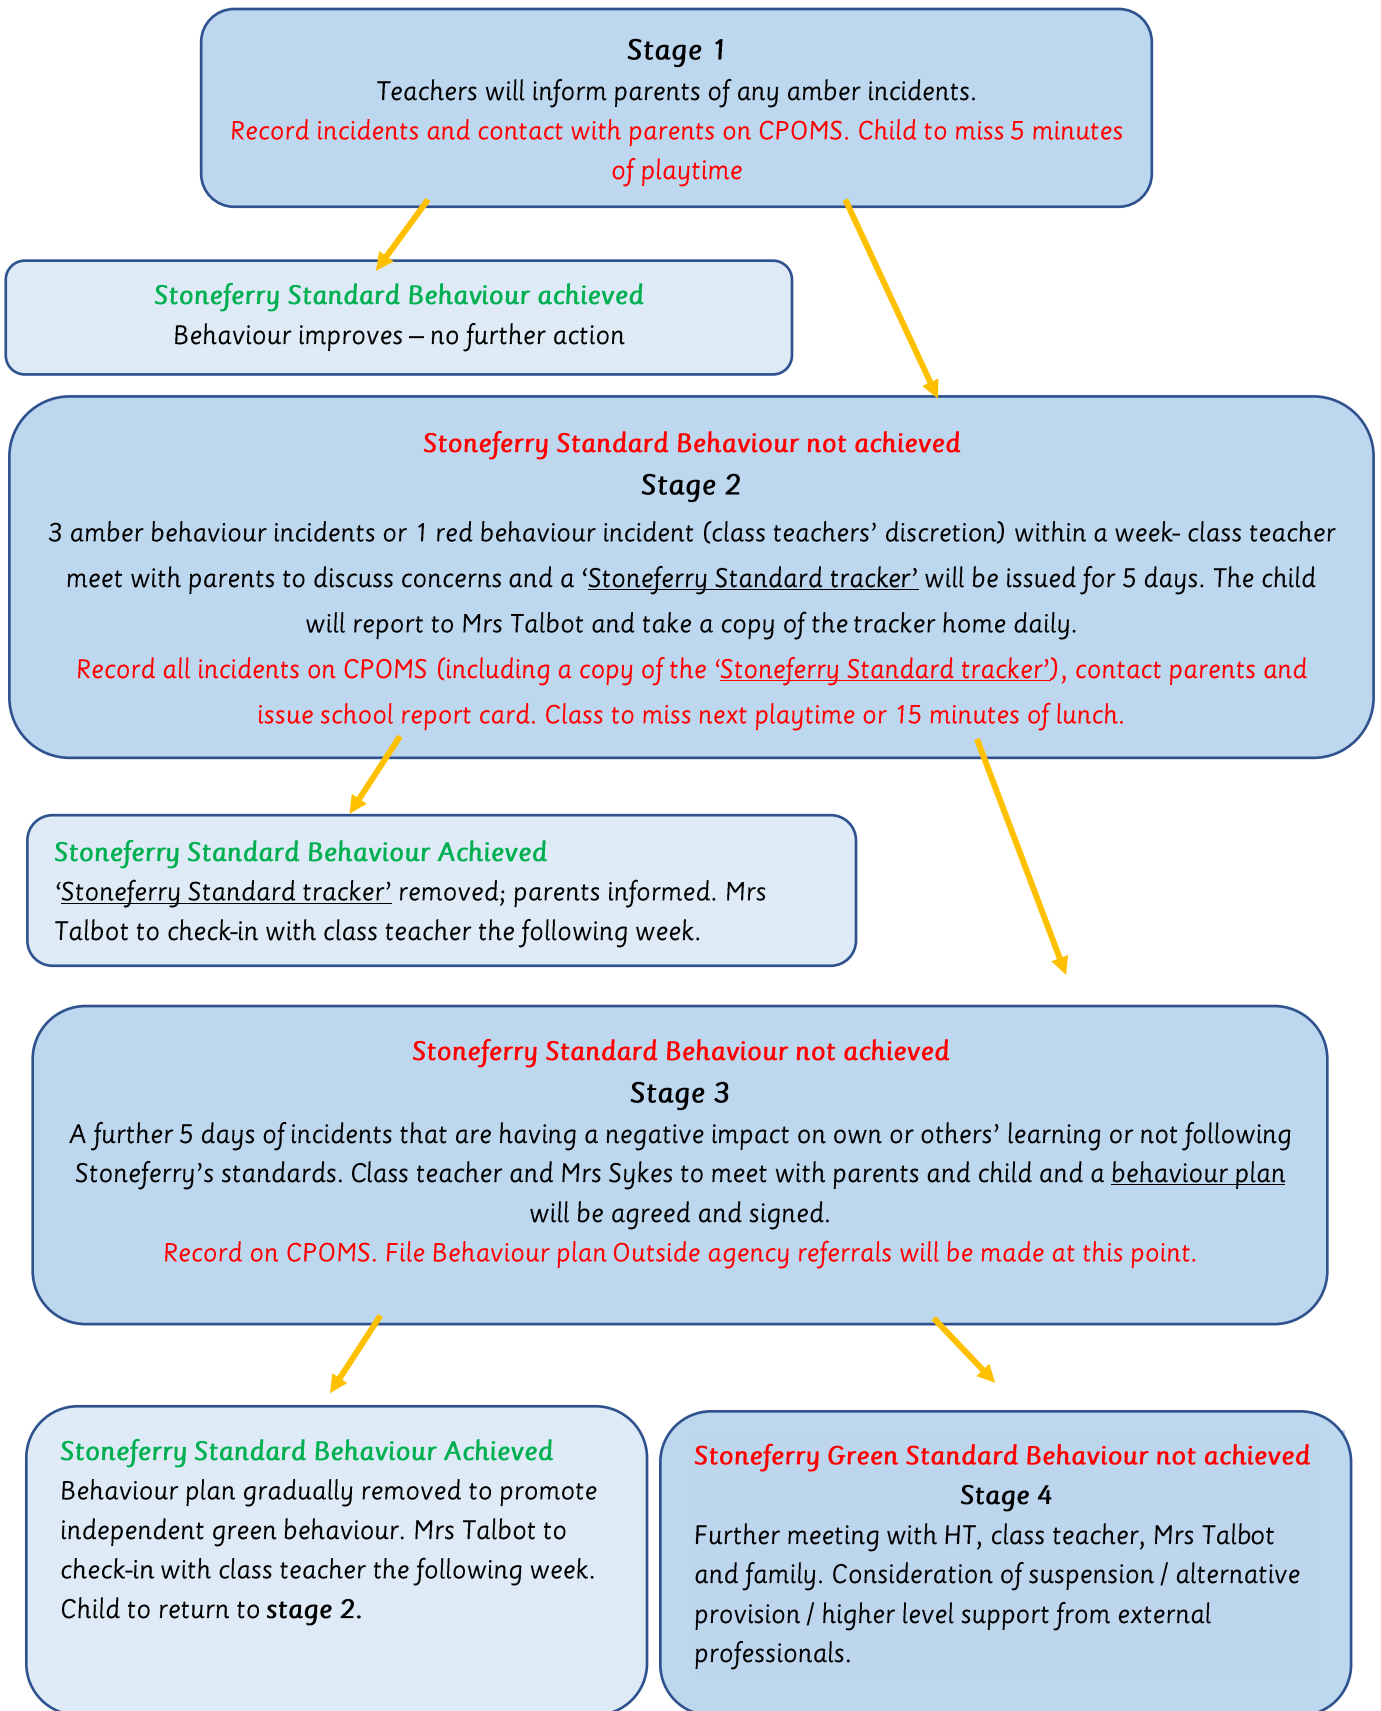 Stage 1
Teachers will inform parents of any amber incidents.
Record incidents and contact with parents on CPOMS. Child to miss 5 minutes
of playtime
Stoneferry Standard Behaviour achieved
Behaviour improves – no further action
Stoneferry Standard Behaviour not achieved
Stage 2
3 amber behaviour incidents or 1 red behaviour incident (class teachers’ discretion) within a week- class teacher
meet with parents to discuss concerns and a ‘Stoneferry Standard tracker’ will be issued for 5 days. The child
will report to Mrs Talbot and take a copy of the tracker home daily.
Record all incidents on CPOMS (including a copy of the ‘Stoneferry Standard tracker’), contact parents and
issue school report card. Class to miss next playtime or 15 minutes of lunch.
Stoneferry Standard Behaviour Achieved
‘Stoneferry Standard tracker’ removed; parents informed. Mrs
Talbot to check-in with class teacher the following week.
Stoneferry Standard Behaviour not achieved
Stage 3
A further 5 days of incidents that are having a negative impact on own or others’ learning or not following
Stoneferry’s standards. Class teacher and Mrs Sykes to meet with parents and child and a behaviour plan
will be agreed and signed.
Record on CPOMS. File Behaviour plan Outside agency referrals will be made at this point.
Stoneferry Standard Behaviour Achieved
Behaviour plan gradually removed to promote
independent green behaviour. Mrs Talbot to
check-in with class teacher the following week.
Child to return to stage 2.
Stoneferry Green Standard Behaviour not achieved
Stage 4
Further meeting with HT, class teacher, Mrs Talbot
and family. Consideration of suspension / alternative
provision / higher level support from external
professionals.